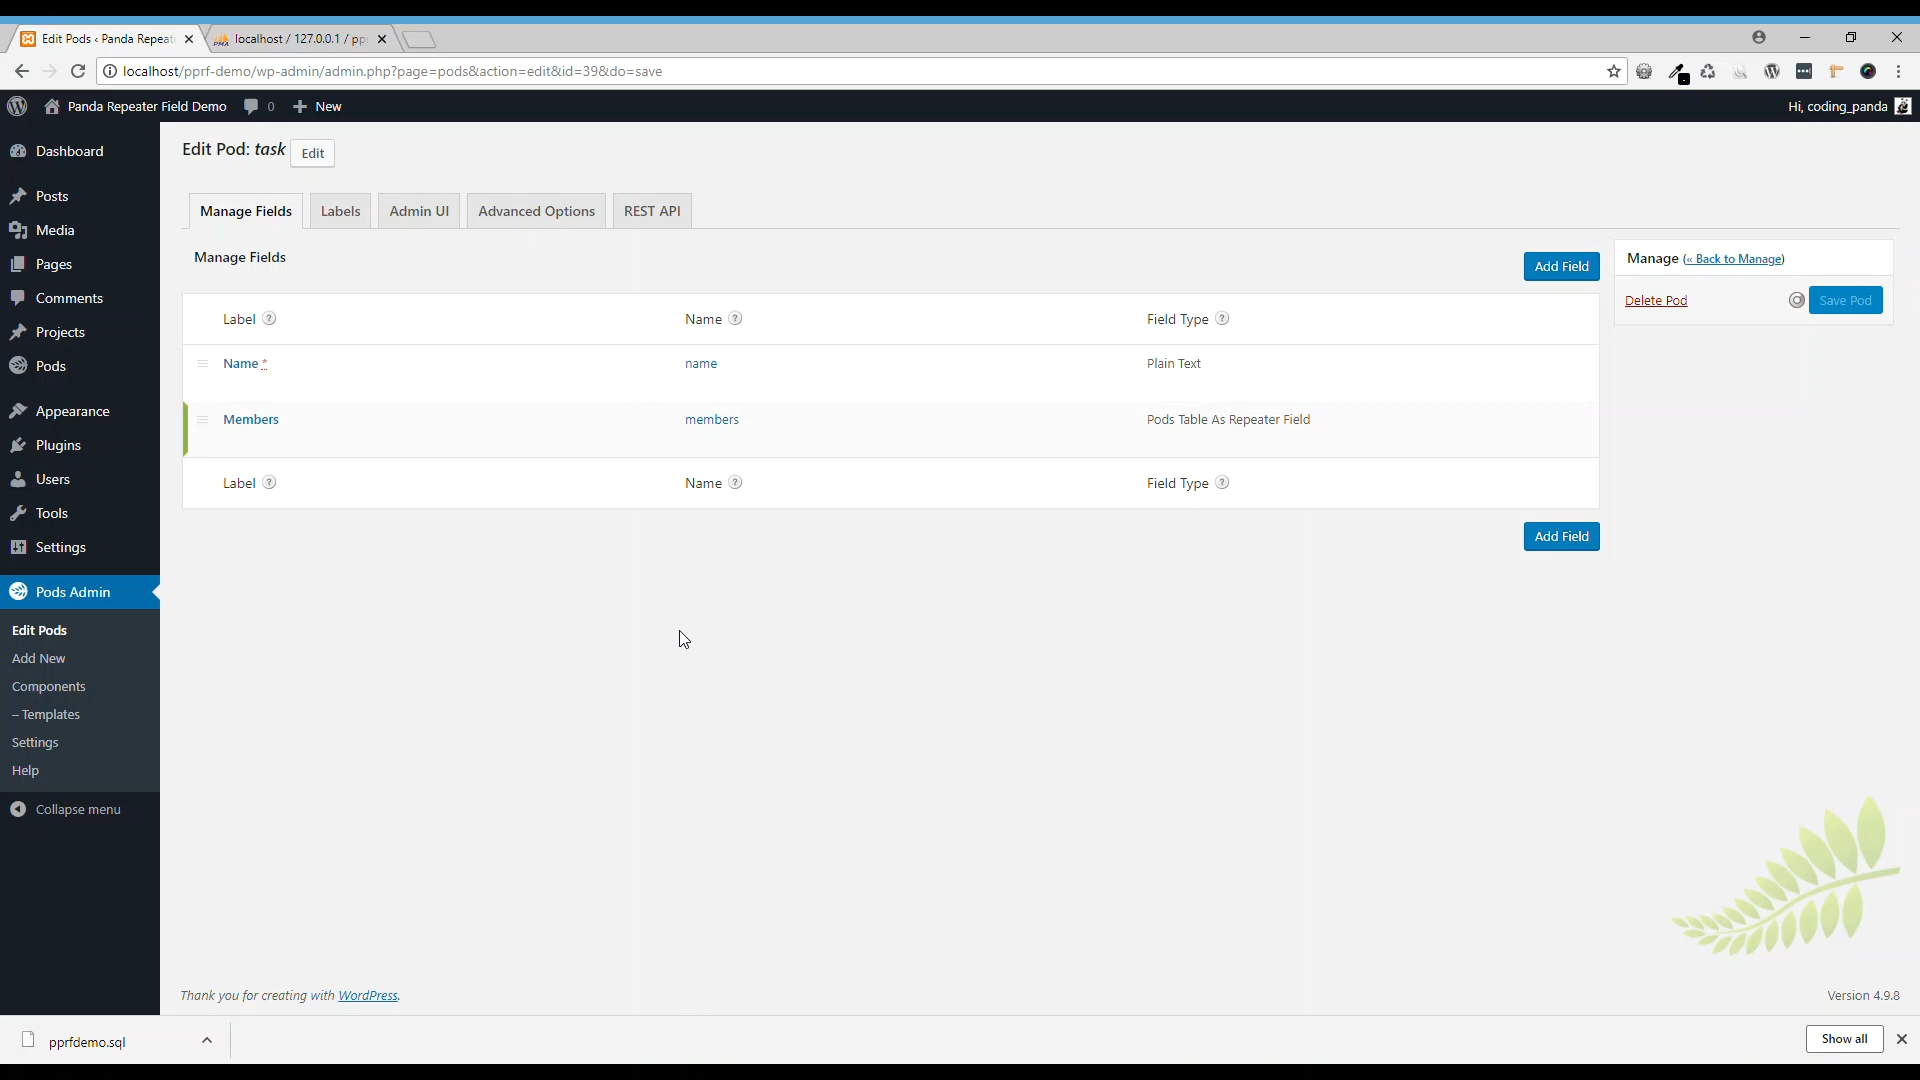 Edit Pods ‹ Panda Repeat
localhost / 127.0.0.1 / pp
localhost/pprf-demo/wp-admin/admin.php?page=pods&action=edit&id=39&do=save
Panda Repeater Field Demo
0
New
Hi, coding_panda
Dashboard
Posts
Media
Pages
Comments
Projects
Pods
Appearance
Plugins
Users
Tools
Settings
Pods Admin
Edit Pods
Add New
Components
– Templates
Settings
Help
Collapse menu
Edit Pod: task
Edit
Manage Fields
Labels
Admin UI
Advanced Options
REST API
Manage Fields
Add Field
Label ?
Name ?
Field Type ?
Name *
name
Plain Text
Members
members
Pods Table As Repeater Field
Label ?
Name ?
Field Type ?
Add Field
Manage (« Back to Manage)
Delete Pod
Save Pod
Thank you for creating with WordPress.
Version 4.9.8
pprfdemo.sql
Show all